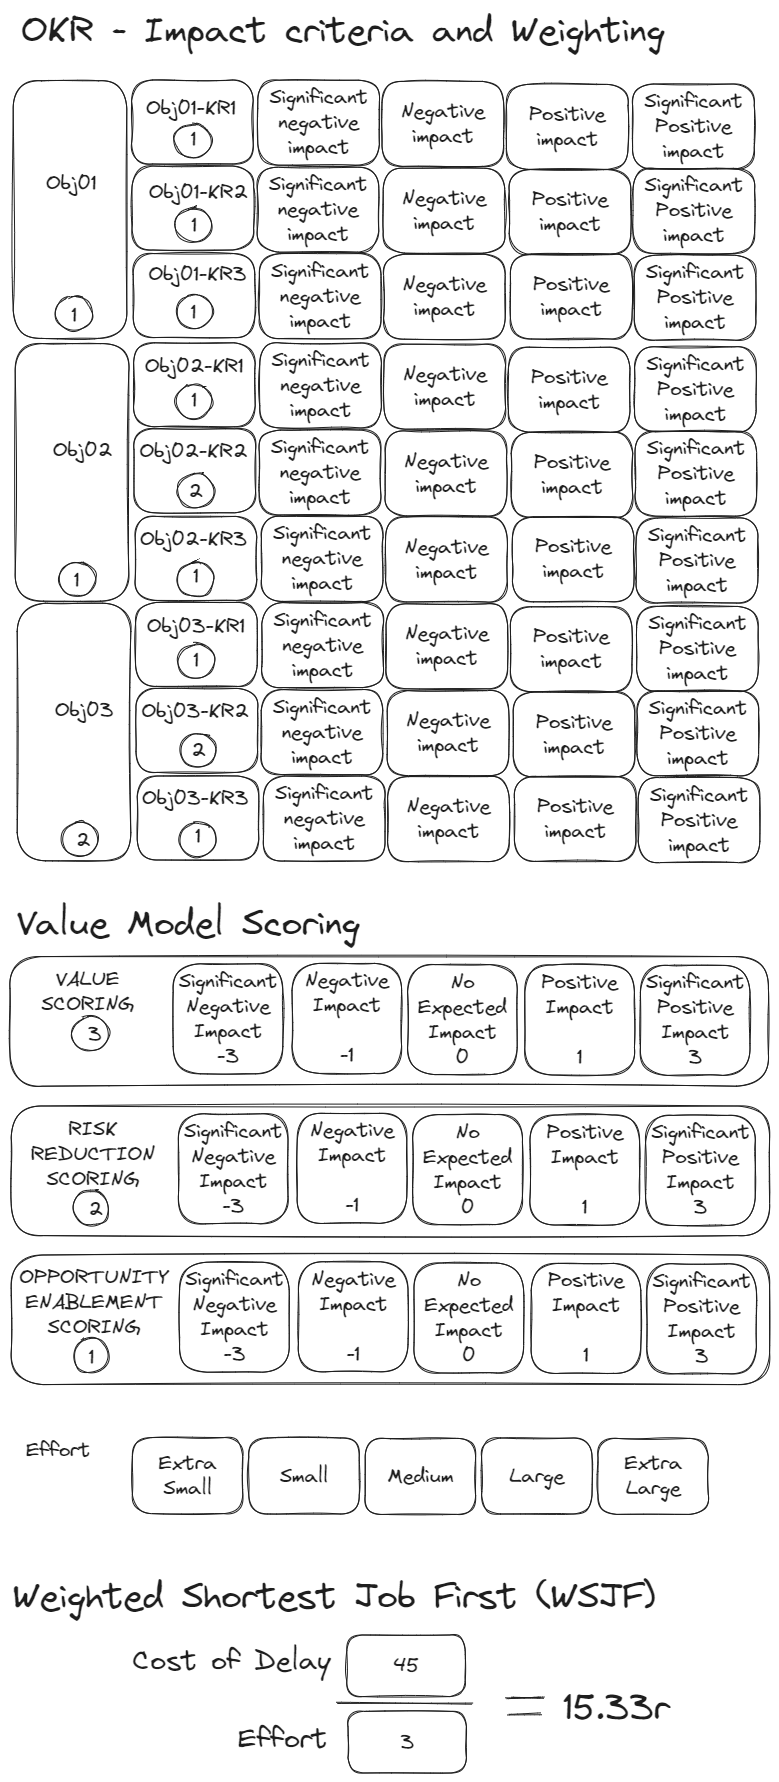 OKR - Impact criteria and Weighting
Obj01
1
Obj01-KR1
1
Significant
negative
impact
Negative
impact
Positive
impact
Significant
Positive
impact
Obj01-KR2
1
Significant
negative
impact
Negative
impact
Positive
impact
Significant
Positive
impact
Obj01-KR3
1
Significant
negative
impact
Negative
impact
Positive
impact
Significant
Positive
impact
Obj02
1
Obj02-KR1
1
Significant
negative
impact
Negative
impact
Positive
impact
Significant
Positive
impact
Obj02-KR2
2
Significant
negative
impact
Negative
impact
Positive
impact
Significant
Positive
impact
Obj02-KR3
1
Significant
negative
impact
Negative
impact
Positive
impact
Significant
Positive
impact
Obj03
2
Obj03-KR1
1
Significant
negative
impact
Negative
impact
Positive
impact
Significant
Positive
impact
Obj03-KR2
2
Significant
negative
impact
Negative
impact
Positive
impact
Significant
Positive
impact
Obj03-KR3
1
Significant
negative
impact
Negative
impact
Positive
impact
Significant
Positive
impact
Value Model Scoring
VALUE
SCORING
3
Significant
Negative
Impact
-3
Negative
Impact
-1
No
Expected
Impact
0
Positive
Impact
1
Significant
Positive
Impact
3
RISK
REDUCTION
SCORING
2
Significant
Negative
Impact
-3
Negative
Impact
-1
No
Expected
Impact
0
Positive
Impact
1
Significant
Positive
Impact
3
OPPORTUNITY
ENABLEMENT
SCORING
1
Significant
Negative
Impact
-3
Negative
Impact
-1
No
Expected
Impact
0
Positive
Impact
1
Significant
Positive
Impact
3
Effort
Extra
Small
Small
Medium
Large
Extra
Large
Weighted Shortest Job First (WSJF)
Cost of Delay
45
Effort
3
= 15.33r